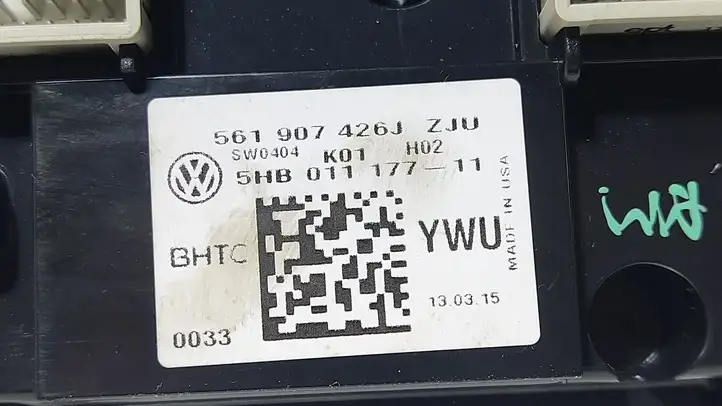 561 907 426J ZJU
SW0404 K01 H02
5HB 011 177-11
MADE IN USA
BHTC
YWU
13.03.15
0033